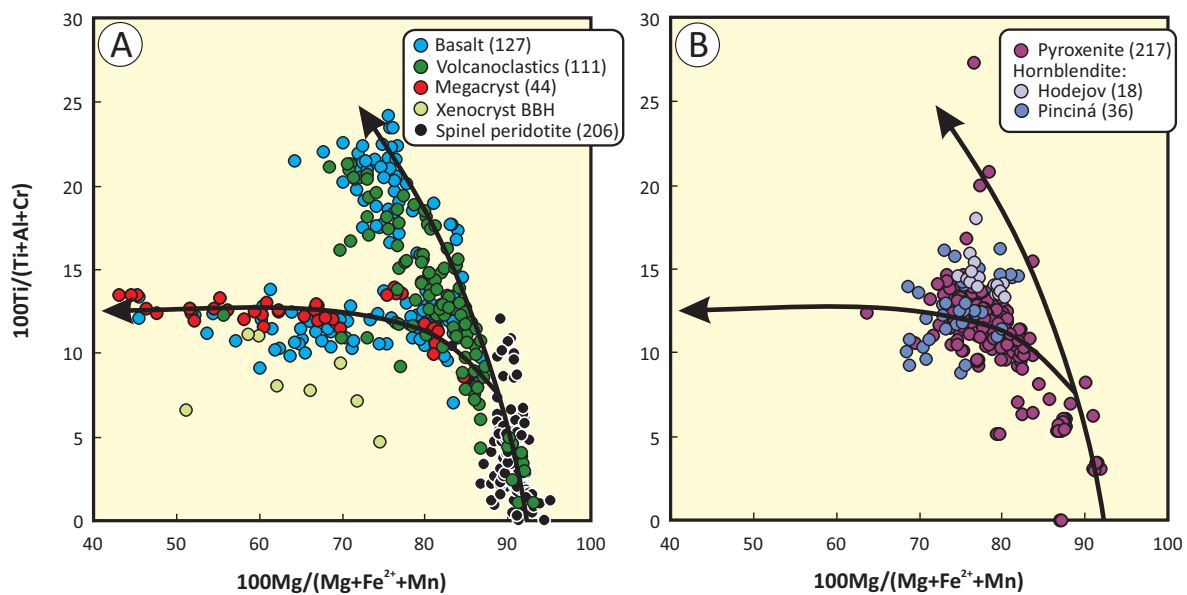 A
Basalt (127)
Volcanoclastics (111)
Megacryst (44)
Xenocryst BBH
Spinel peridotite (206)
30
25
20
15
10
5
0
100Ti/(Ti+Al+Cr)
40 50 60 70 80 90 100
100Mg/(Mg+Fe²⁺+Mn)
B
Pyroxenite (217)
Hornblendite:
Hodejov (18)
Pinciná (36)
30
25
20
15
10
5
0
40 50 60 70 80 90 100
100Mg/(Mg+Fe²⁺+Mn)